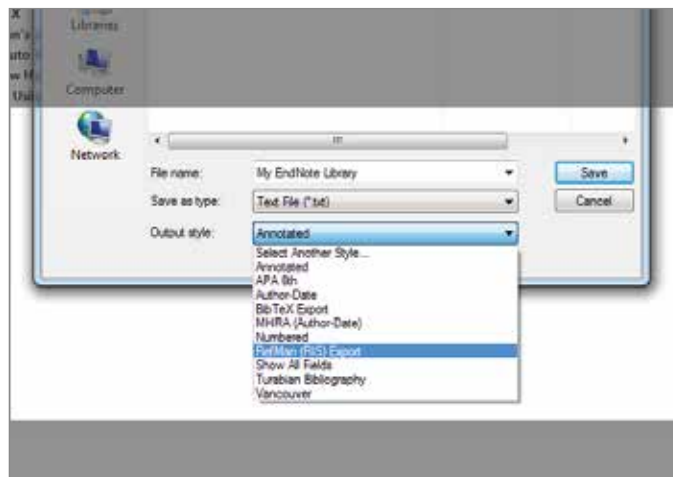 X
Libraries
Computer
Network
File name: My EndNote Library
Save as type: Text File (*.txt)
Output style: Annotated
Save
Cancel
Select Another Style...
Annotated
APA 6th
Author-Date
BibTeX Export
MHRA (Author-Date)
Numbered
RefMan (RIS) Export
Show All Fields
Turabian Bibliography
Vancouver